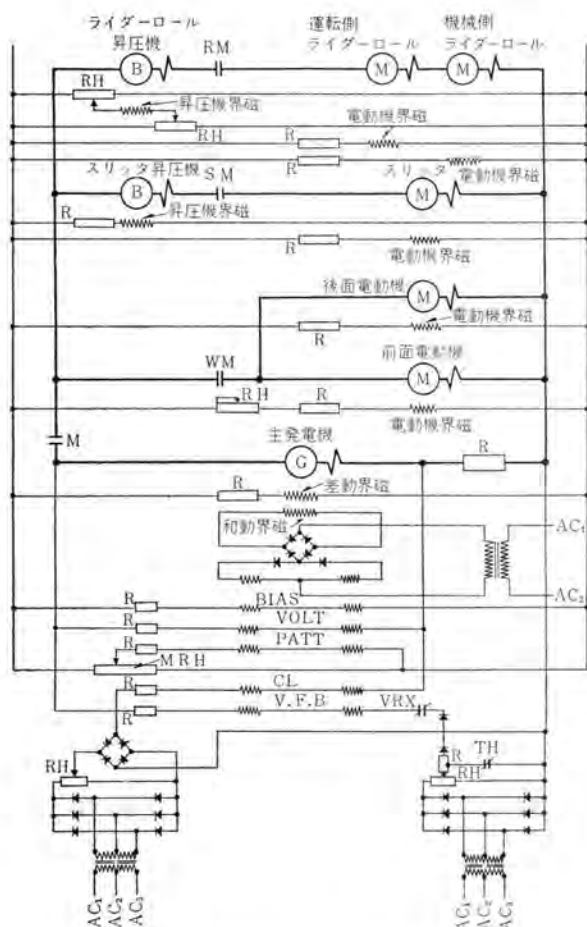 ライダーロール
昇圧機
RM
運転側
ライダーロール
機械側
ライダーロール
B
M
M
RH
昇圧機界磁
RH
電動機界磁
R
R
電動機界磁
スリッタ昇圧機
SM
スリッタ
B
M
R
昇圧機界磁
R
電動機界磁
後面電動機
M
電動機界磁
R
前面電動機
WM
M
RH
R
電動機界磁
M
主発電機
G
R
R
差動界磁
和動界磁
AC₁
AC₂
R
BIAS
R
VOLT
R
PATT
MRH
R
CL
R
V.F.B
VRX
R
TH
RH
RH
AC₁
AC₂
AC₃
AC₁
AC₂
AC₃